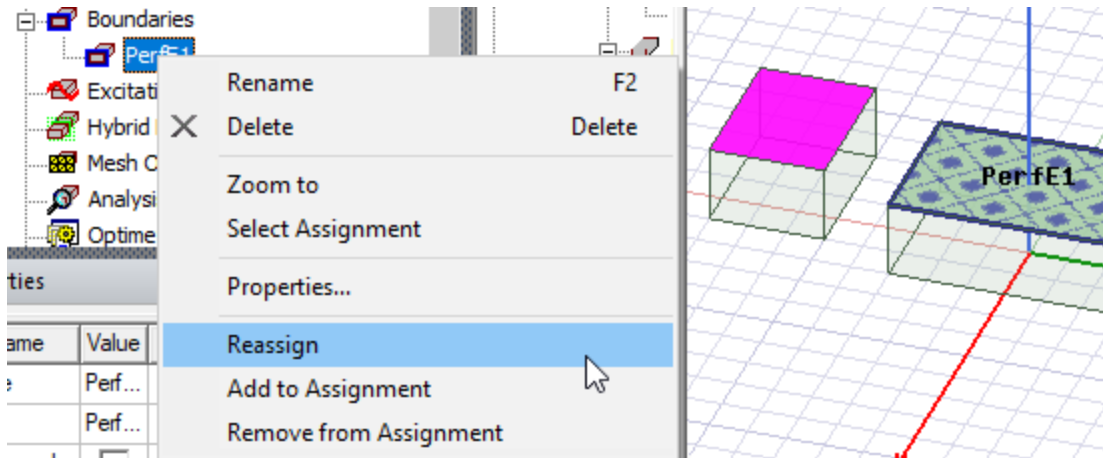 Boundaries
PerfE1
Excitati
Hybrid
Mesh O
Analysi
Optime
Rename F2
Delete Delete
Zoom to
Select Assignment
Properties...
Reassign
Add to Assignment
Remove from Assignment
rties
ame Value
Perf...
Perf...
PerfE1